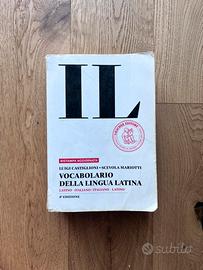 IL
RISTAMPA AGGIORNATA
LUIGI CASTIGLIONI • SCEVOLA MARIOTTI
VOCABOLARIO
DELLA LINGUA LATINA
LATINO · ITALIANO / ITALIANO · LATINO
4ª EDIZIONE
subito